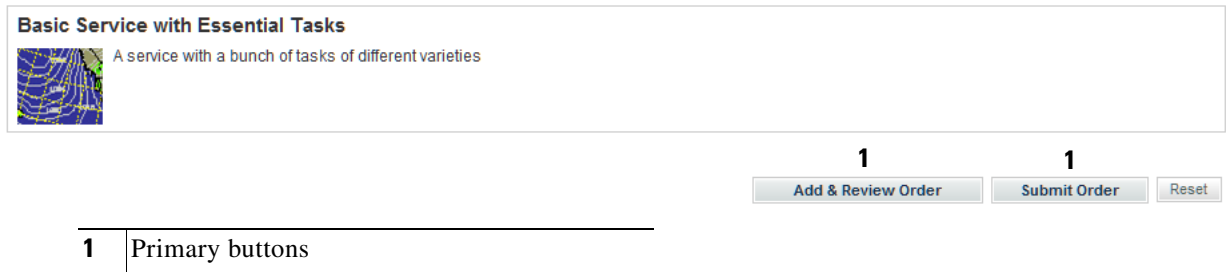 Basic Service with Essential Tasks
A service with a bunch of tasks of different varieties
1 1
Add & Review Order Submit Order Reset
1 Primary buttons